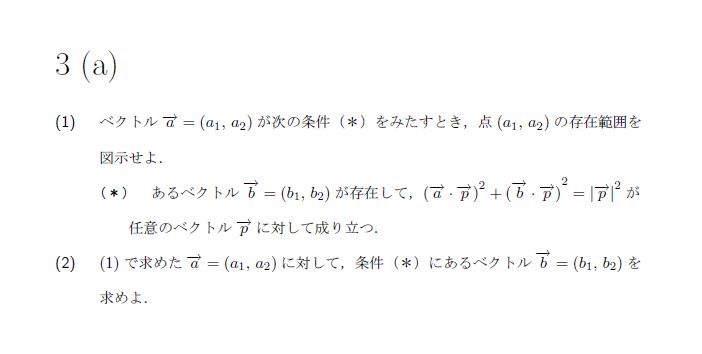 3 (a)
(1) ベクトル $\overrightarrow{a} = (a_1, a_2)$ が次の条件（＊）をみたすとき，点 $(a_1, a_2)$ の存在範囲を
図示せよ．
（＊） あるベクトル $\overrightarrow{b} = (b_1, b_2)$ が存在して，$(\overrightarrow{a} \cdot \overrightarrow{p})^2 + (\overrightarrow{b} \cdot \overrightarrow{p})^2 = |\overrightarrow{p}|^2$ が
任意のベクトル $\overrightarrow{p}$ に対して成り立つ．
(2) (1) で求めた $\overrightarrow{a} = (a_1, a_2)$ に対して，条件（＊）にあるベクトル $\overrightarrow{b} = (b_1, b_2)$ を
求めよ．